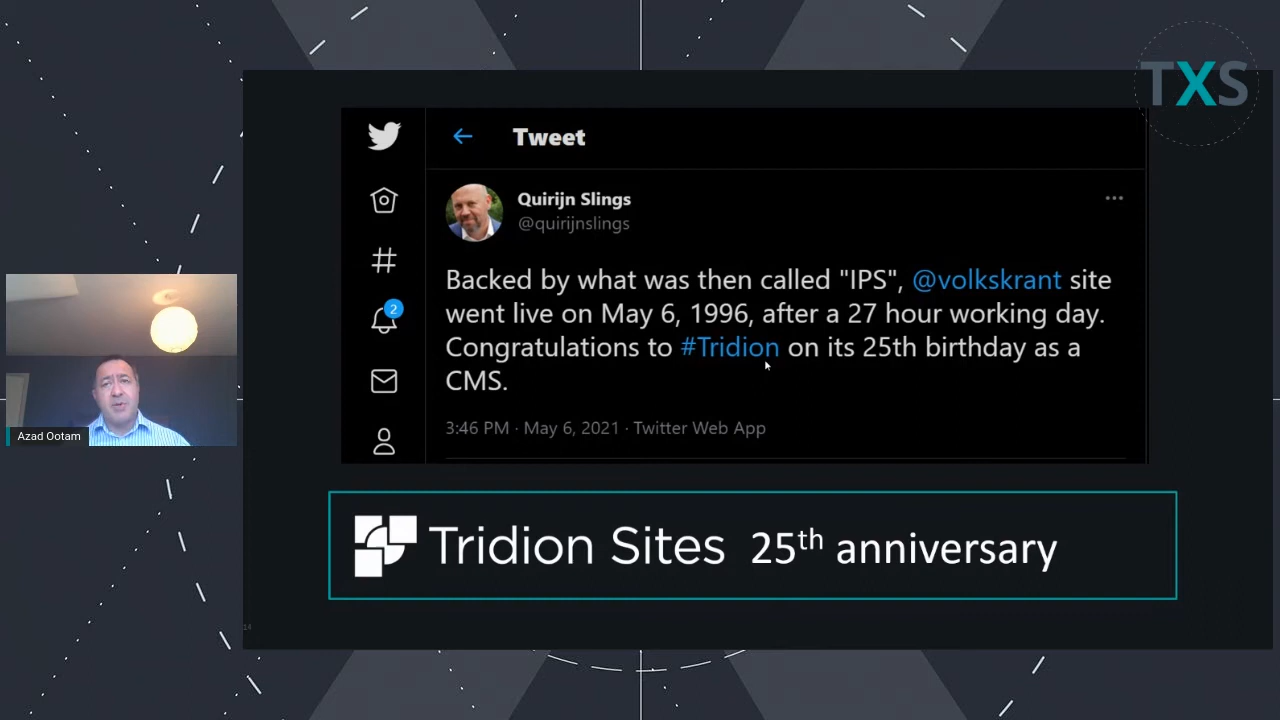 TXS
Tweet
Quirijn Slings
@quirijnslings
Backed by what was then called "IPS", @volkskrant site
went live on May 6, 1996, after a 27 hour working day.
Congratulations to #Tridion on its 25th birthday as a
CMS.
3:46 PM · May 6, 2021 · Twitter Web App
2
Azad Ootam
Tridion Sites 25th anniversary
14